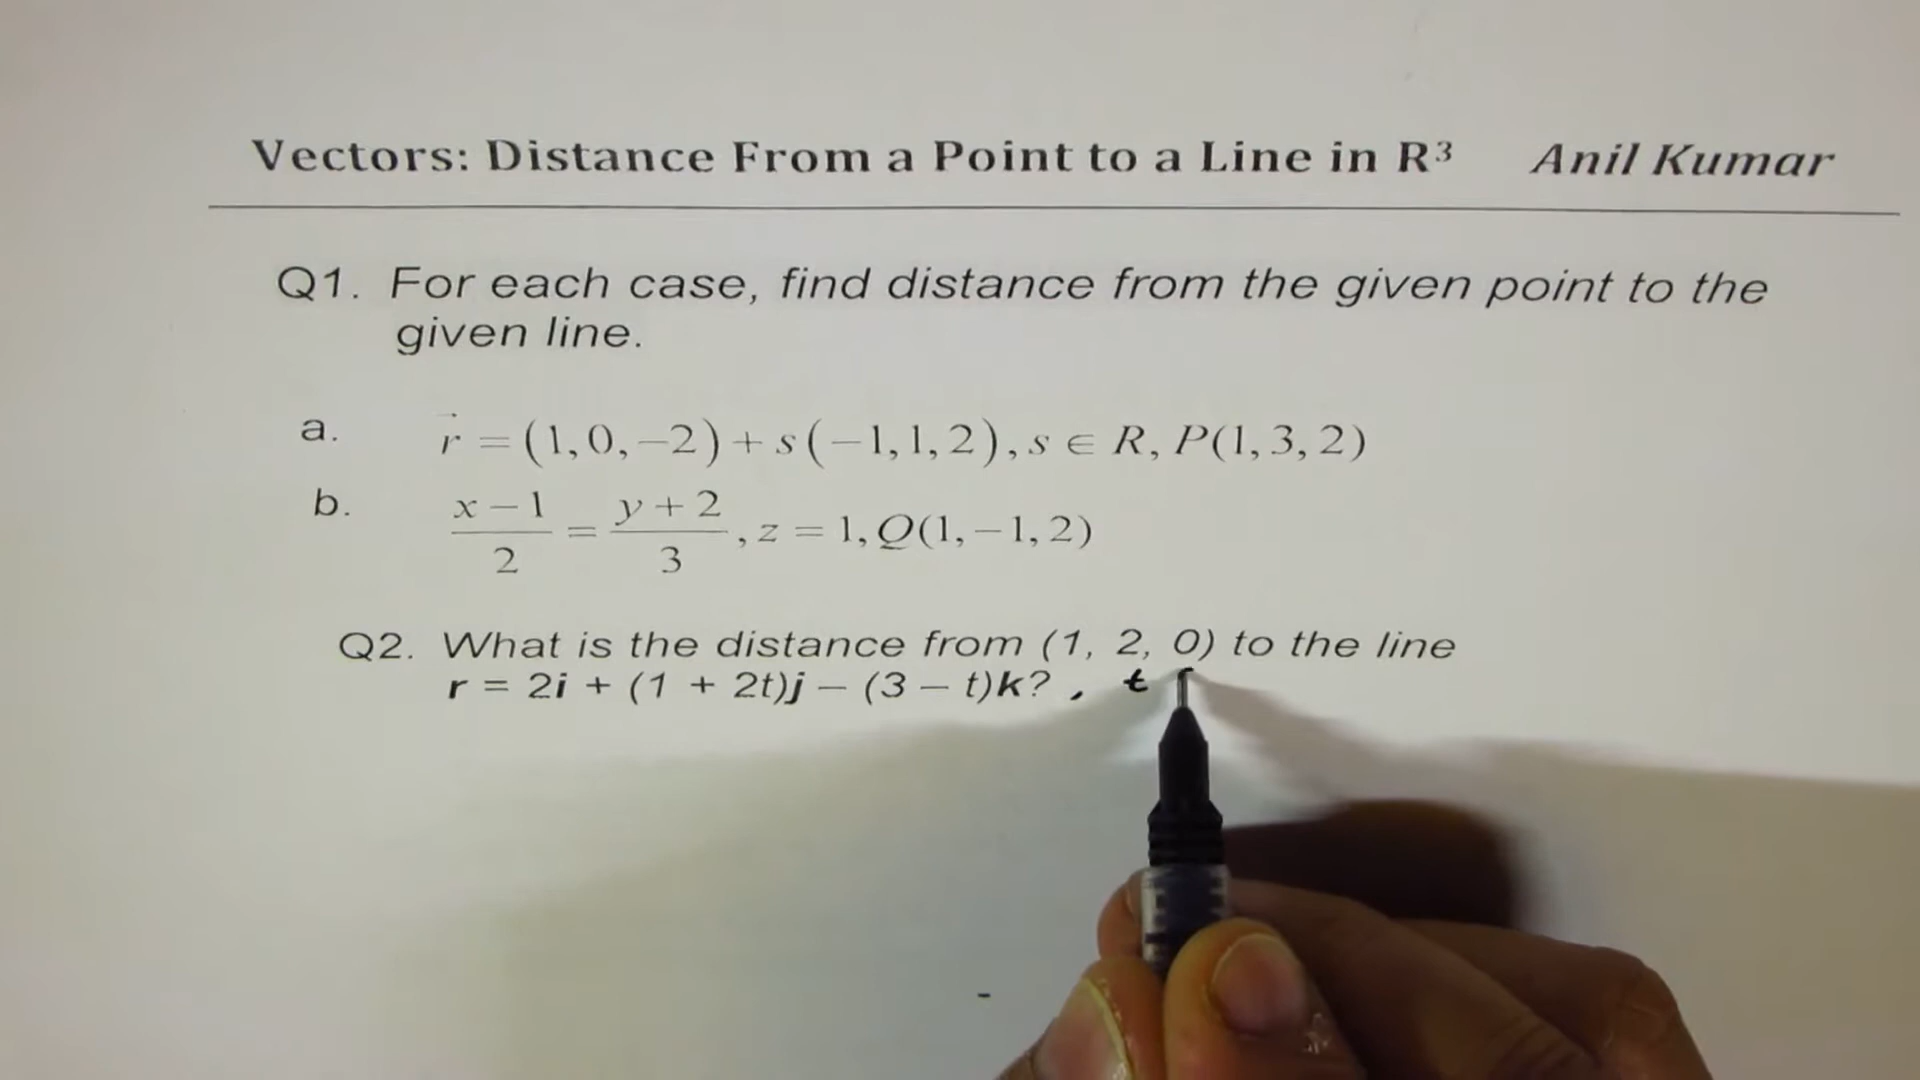 Vectors: Distance From a Point to a Line in R³ Anil Kumar
Q1. For each case, find distance from the given point to the
given line.
a. r⃗ = (1, 0, −2) + s(−1, 1, 2), s ∈ R, P(1, 3, 2)
b. (x − 1)/2 = (y + 2)/3, z = 1, Q(1, −1, 2)
Q2. What is the distance from (1, 2, 0) to the line
r = 2i + (1 + 2t)j – (3 – t)k? , t